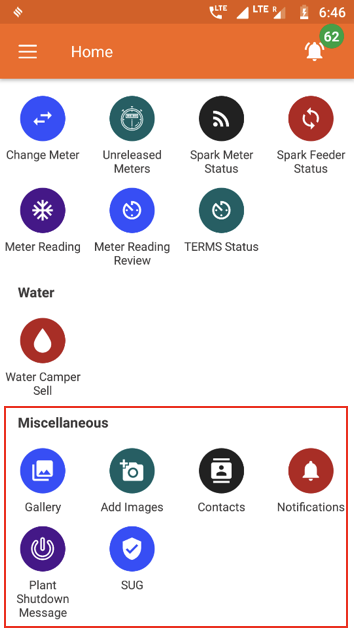 LTE LTE R 6:46
Home 62
Change Meter Unreleased Meters Spark Meter Status Spark Feeder Status
Meter Reading Meter Reading Review TERMS Status
Water
Water Camper Sell
Miscellaneous
Gallery Add Images Contacts Notifications
Plant Shutdown Message SUG